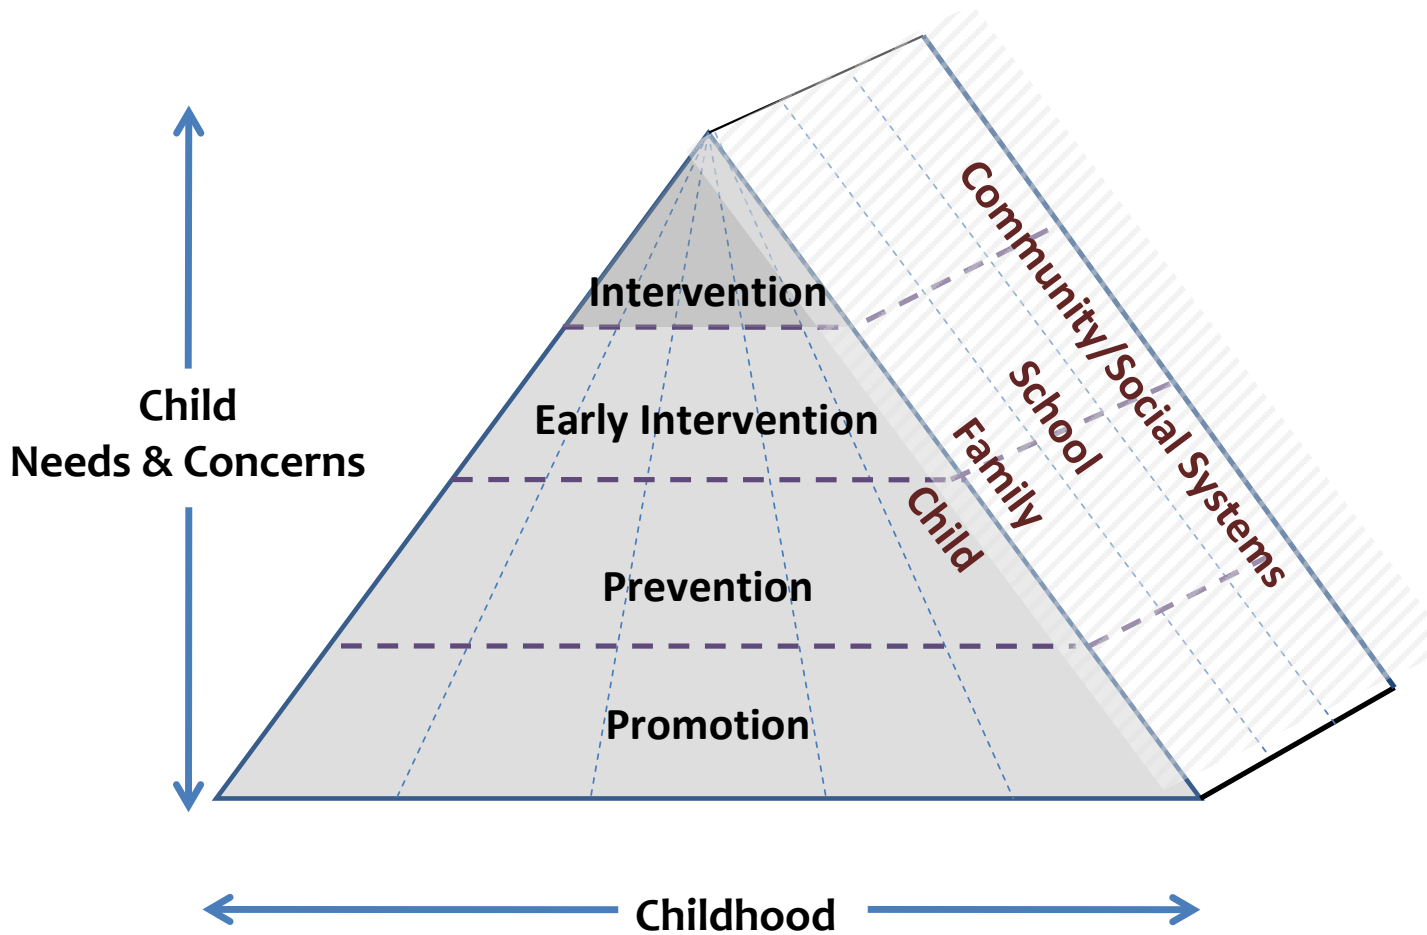 Intervention
Early Intervention
Prevention
Promotion
Child
Needs & Concerns
Childhood
Child
Family
School
Community/Social Systems